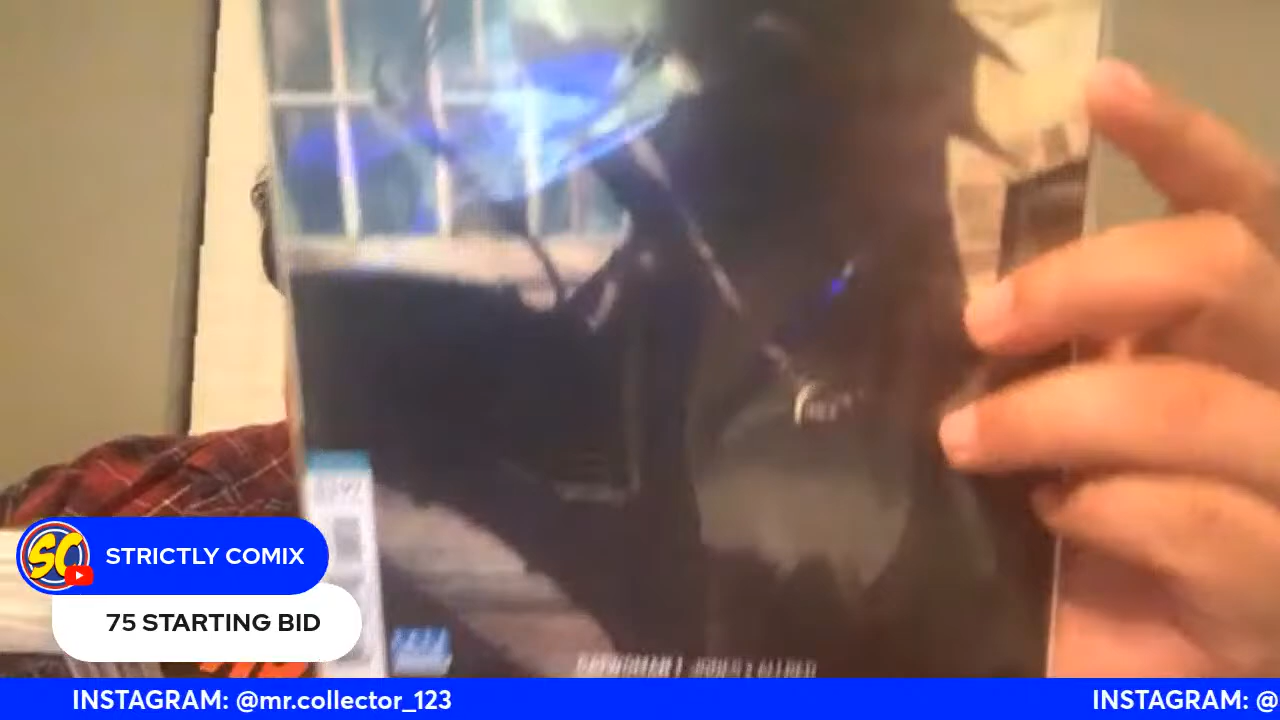 SC
STRICTLY COMIX
75 STARTING BID
INSTAGRAM: @mr.collector_123
INSTAGRAM: @